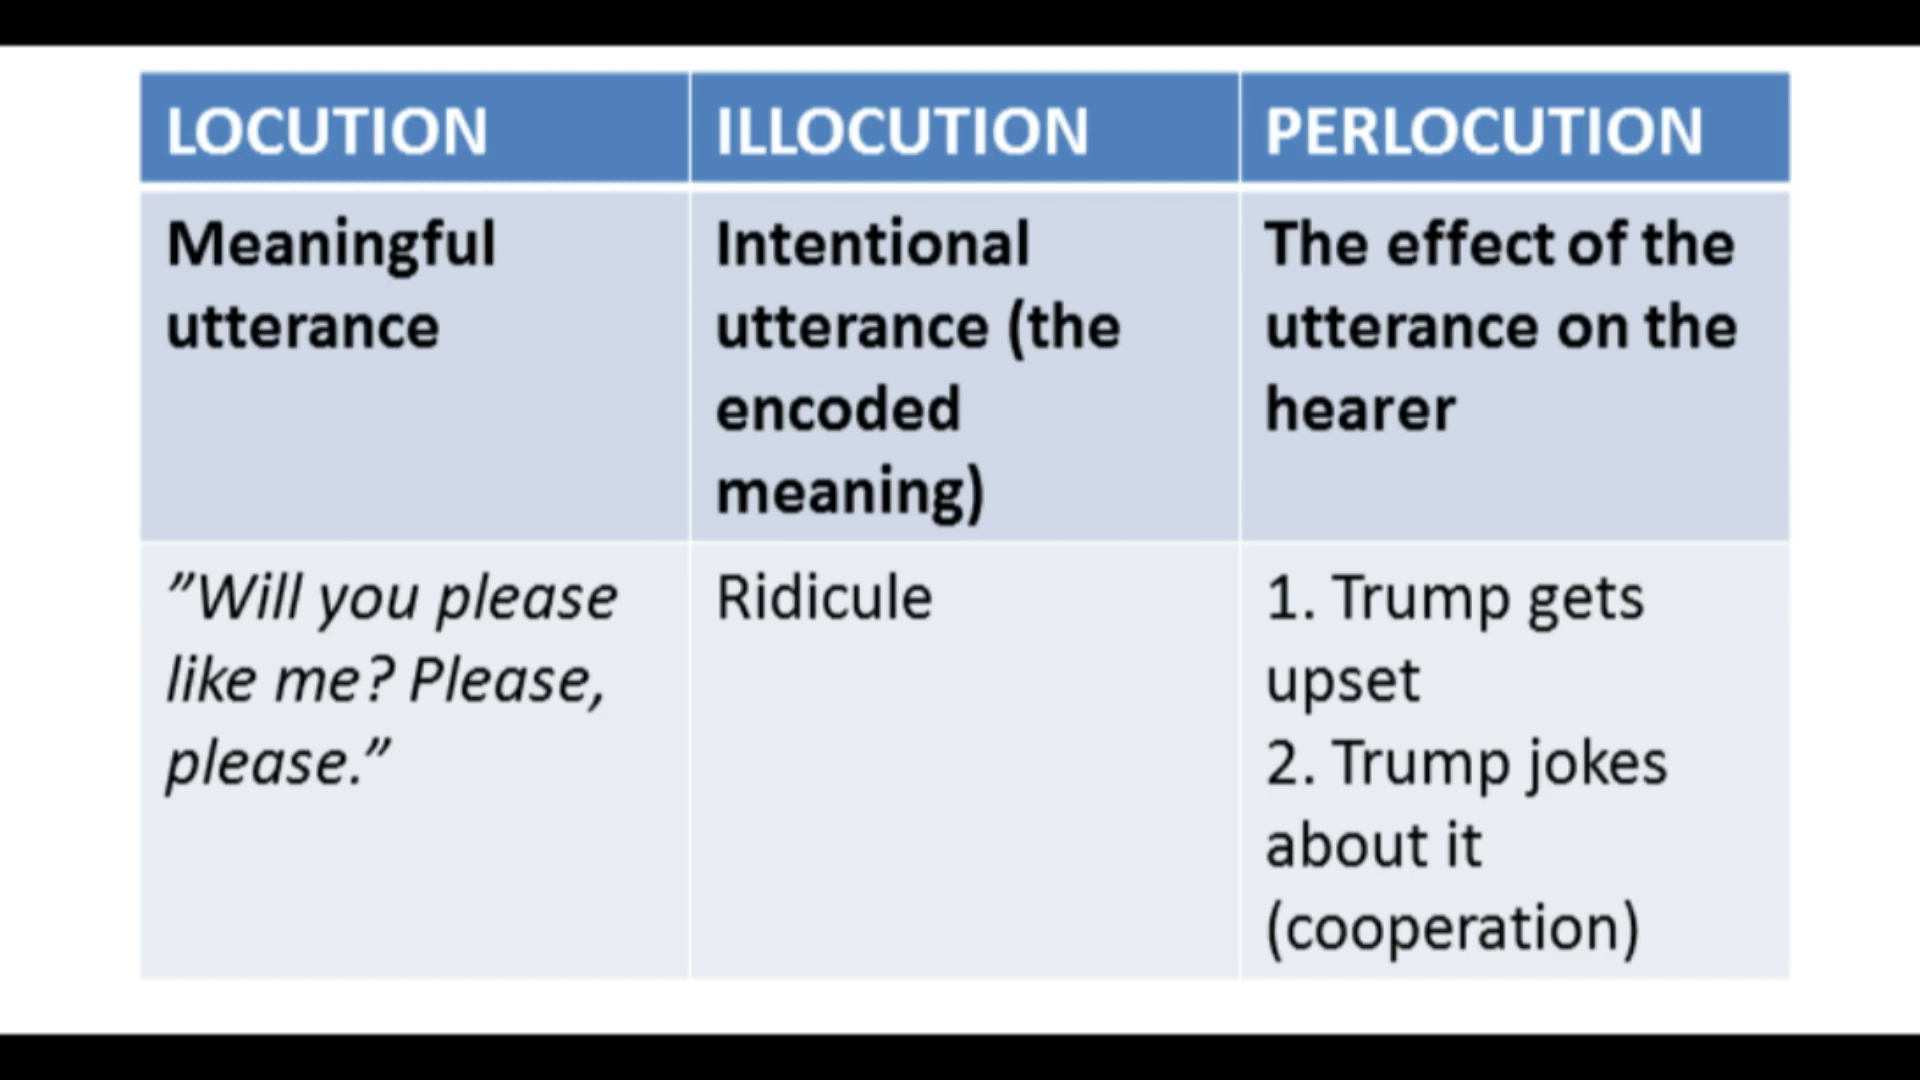 LOCUTION
ILLOCUTION
PERLOCUTION
Meaningful
utterance
Intentional
utterance (the
encoded
meaning)
The effect of the
utterance on the
hearer
”Will you please
like me? Please,
please.”
Ridicule
1. Trump gets
upset
2. Trump jokes
about it
(cooperation)